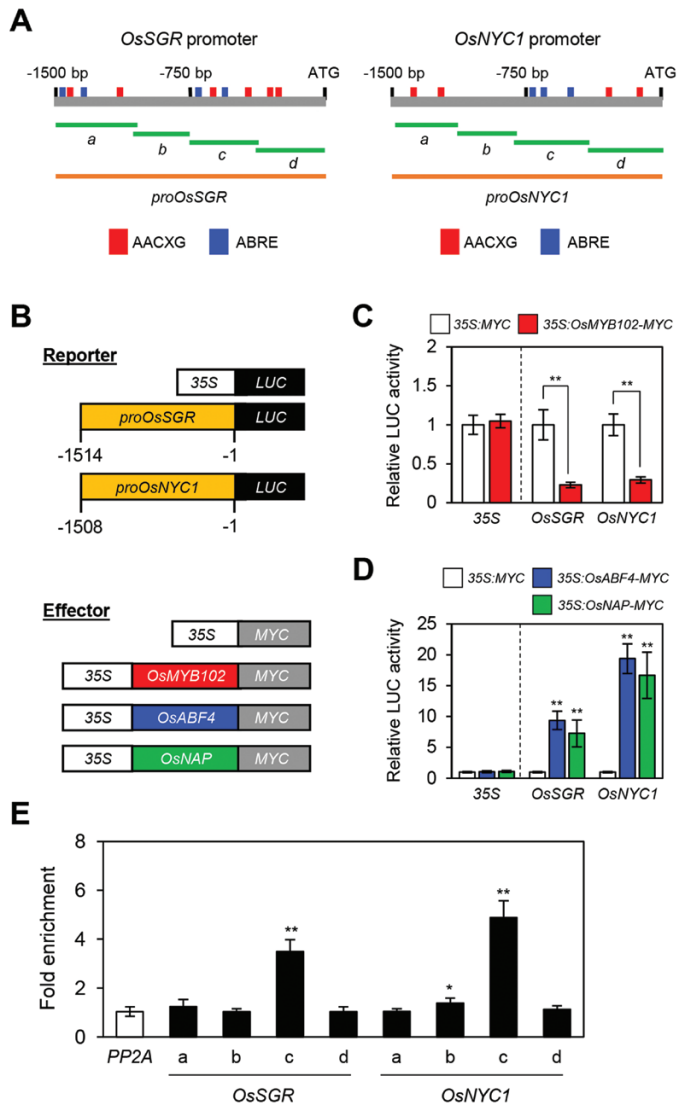 A
OsSGR promoter
OsNYC1 promoter
-1500 bp -750 bp ATG
-1500 bp -750 bp ATG
a b c d
a b c d
proOsSGR
proOsNYC1
AACXG ABRE
AACXG ABRE
B
Reporter
35S LUC
proOsSGR LUC
-1514 -1
proOsNYC1 LUC
-1508 -1
Effector
35S MYC
35S OsMYB102 MYC
35S OsABF4 MYC
35S OsNAP MYC
C
35S:MYC 35S:OsMYB102-MYC
Relative LUC activity
2
1.5
1
0.5
0
** **
35S OsSGR OsNYC1
D
35S:MYC 35S:OsABF4-MYC
35S:OsNAP-MYC
Relative LUC activity
25
20
15
10
5
0
** ** ** **
35S OsSGR OsNYC1
E
Fold enrichment
8
6
4
2
0
** * **
PP2A a b c d a b c d
OsSGR OsNYC1